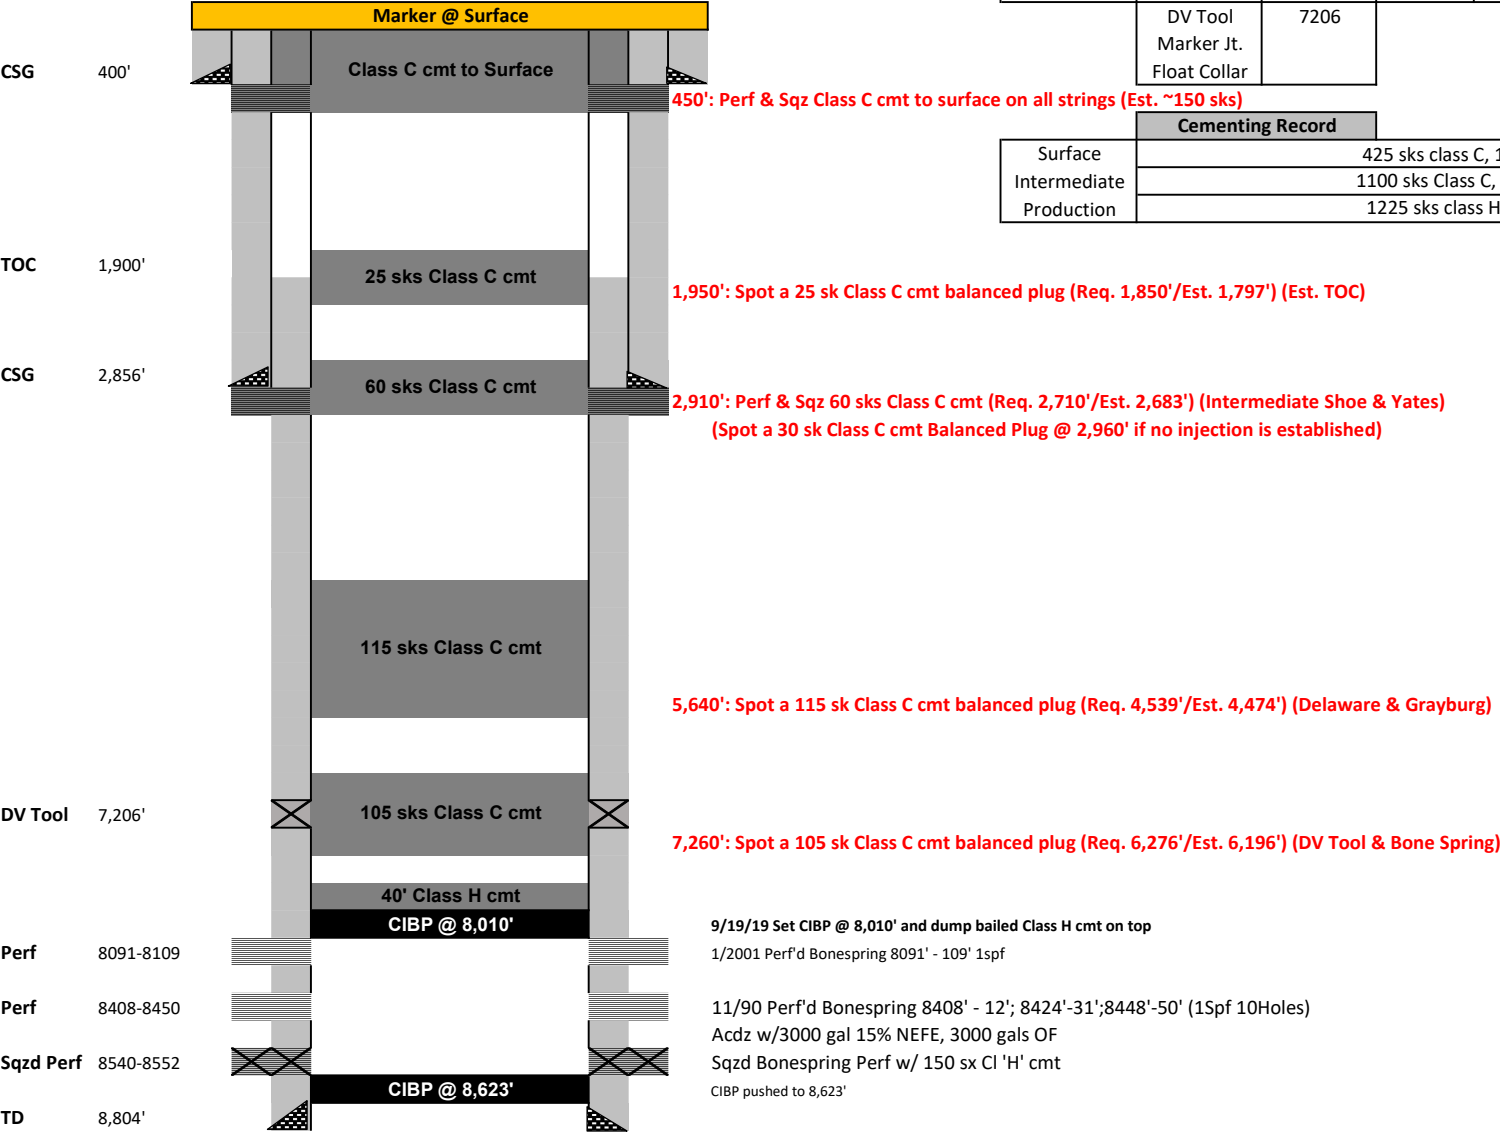 Marker @ Surface
DV Tool 7206
Marker Jt.
Float Collar
CSG 400'
Class C cmt to Surface
450': Perf & Sqz Class C cmt to surface on all strings (Est. ~150 sks)
Cementing Record
Surface 425 sks class C, 1
Intermediate 1100 sks Class C,
Production 1225 sks class H
TOC 1,900'
25 sks Class C cmt
1,950': Spot a 25 sk Class C cmt balanced plug (Req. 1,850'/Est. 1,797') (Est. TOC)
CSG 2,856'
60 sks Class C cmt
2,910': Perf & Sqz 60 sks Class C cmt (Req. 2,710'/Est. 2,683') (Intermediate Shoe & Yates)
(Spot a 30 sk Class C cmt Balanced Plug @ 2,960' if no injection is established)
115 sks Class C cmt
5,640': Spot a 115 sk Class C cmt balanced plug (Req. 4,539'/Est. 4,474') (Delaware & Grayburg)
DV Tool 7,206'
105 sks Class C cmt
7,260': Spot a 105 sk Class C cmt balanced plug (Req. 6,276'/Est. 6,196') (DV Tool & Bone Spring)
40' Class H cmt
CIBP @ 8,010'
9/19/19 Set CIBP @ 8,010' and dump bailed Class H cmt on top
Perf 8091-8109
1/2001 Perf'd Bonespring 8091' - 109' 1spf
Perf 8408-8450
11/90 Perf'd Bonespring 8408' - 12'; 8424'-31';8448'-50' (1Spf 10Holes)
Acdz w/3000 gal 15% NEFE, 3000 gals OF
Sqzd Perf 8540-8552
Sqzd Bonespring Perf w/ 150 sx Cl 'H' cmt
CIBP @ 8,623'
CIBP pushed to 8,623'
TD 8,804'